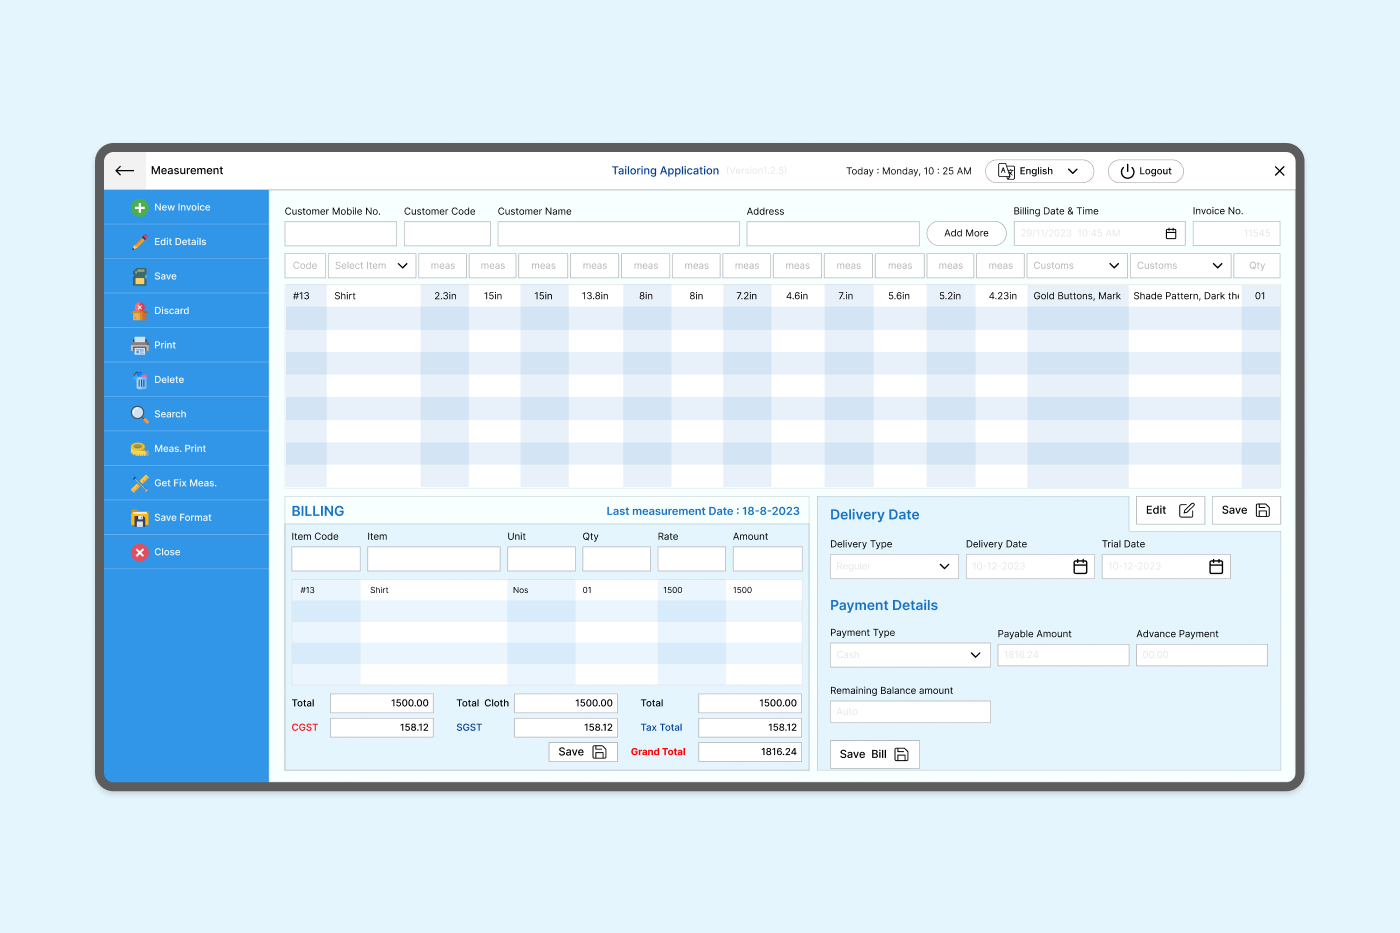 Measurement
Tailoring Application (Version1.2.5)
Today : Monday, 10 : 25 AM
English
Logout
New Invoice
Edit Details
Save
Discard
Print
Delete
Search
Meas. Print
Get Fix Meas.
Save Format
Close
Customer Mobile No. Customer Code Customer Name Address Billing Date & Time Invoice No.
Add More 29/11/2023 10:45 AM 11545
Code Select Item meas meas meas meas meas meas meas meas meas meas meas meas Customs Customs Qty
#13 Shirt 2.3in 15in 15in 13.8in 8in 8in 7.2in 4.6in 7.in 5.6in 5.2in 4.23in Gold Buttons, Mark Shade Pattern, Dark the 01
BILLING Last measurement Date : 18-8-2023
Item Code Item Unit Qty Rate Amount
#13 Shirt Nos 01 1500 1500
Total 1500.00 Total Cloth 1500.00 Total 1500.00
CGST 158.12 SGST 158.12 Tax Total 158.12
Save Grand Total 1816.24
Delivery Date
Edit Save
Delivery Type Delivery Date Trial Date
Reguler 10-12-2023 10-12-2023
Payment Details
Payment Type Payable Amount Advance Payment
Cash 1816.24 00.00
Remaining Balance amount
Auto
Save Bill